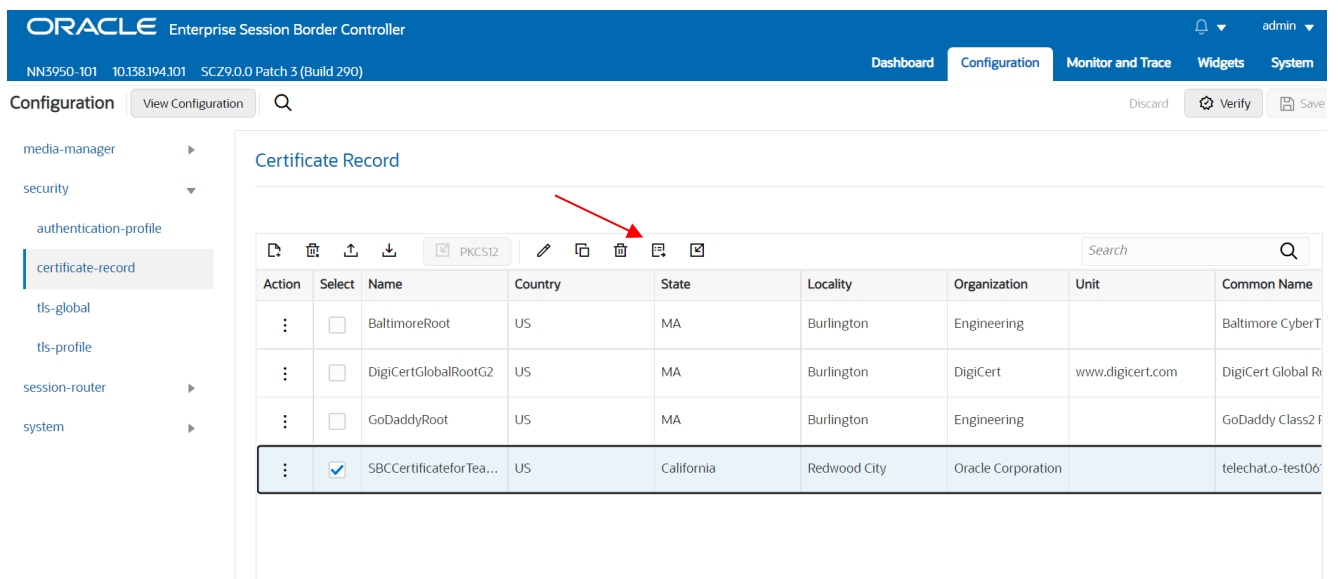 ORACLE Enterprise Session Border Controller
admin
NN3950-101 10.138.194.101 SCZ9.0.0 Patch 3 (Build 290)
Dashboard Configuration Monitor and Trace Widgets System
Configuration View Configuration Discard Verify Save
media-manager
security
authentication-profile
certificate-record
tls-global
tls-profile
session-router
system
Certificate Record
PKCS12 Search
Action Select Name Country State Locality Organization Unit Common Name
BaltimoreRoot US MA Burlington Engineering Baltimore CyberT
DigiCertGlobalRootG2 US MA Burlington DigiCert www.digicert.com DigiCert Global Ro
GoDaddyRoot US MA Burlington Engineering GoDaddy Class2
SBCCertificateforTea... US California Redwood City Oracle Corporation telechat.o-test06